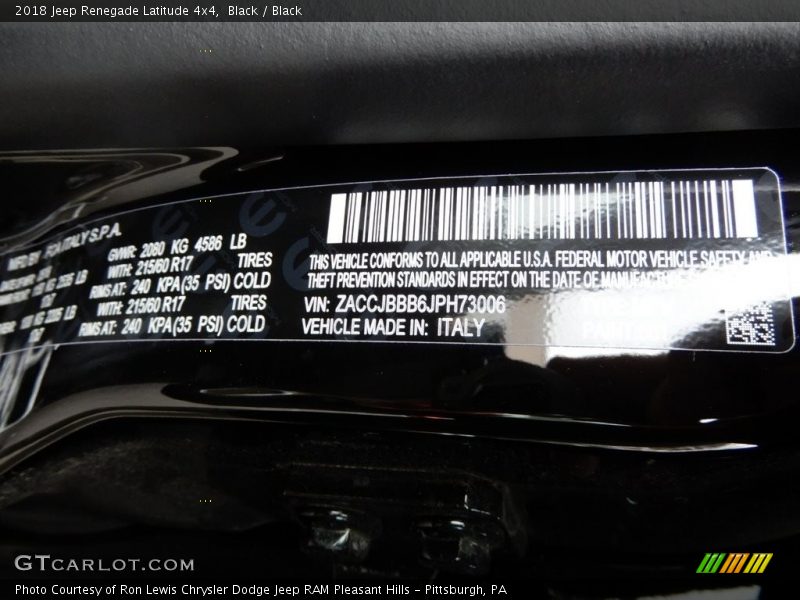 2018 Jeep Renegade Latitude 4x4,  Black / Black
MFD BY FCA ITALY S.P.A.
GWVR: 2080 KG 4586 LB
WITH: 215/60 R17 TIRES
RIMS AT: 240 KPA(35 PSI) COLD
WITH: 215/60 R17 TIRES
RIMS AT: 240 KPA(35 PSI) COLD
THIS VEHICLE CONFORMS TO ALL APPLICABLE U.S.A. FEDERAL MOTOR VEHICLE SAFETY AND
THEFT PREVENTION STANDARDS IN EFFECT ON THE DATE OF MANUFACTURE
VIN: ZACCJBBB6JPH73006
VEHICLE MADE IN: ITALY
GTCARLOT.COM
Photo Courtesy of Ron Lewis Chrysler Dodge Jeep RAM Pleasant Hills - Pittsburgh, PA